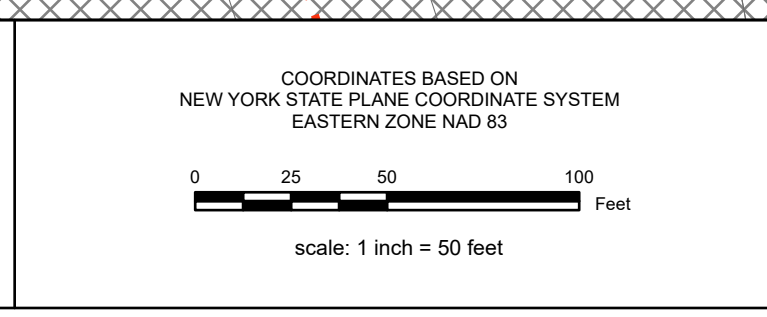 COORDINATES BASED ON
NEW YORK STATE PLANE COORDINATE SYSTEM
EASTERN ZONE NAD 83
0 25 50 100
Feet
scale: 1 inch = 50 feet